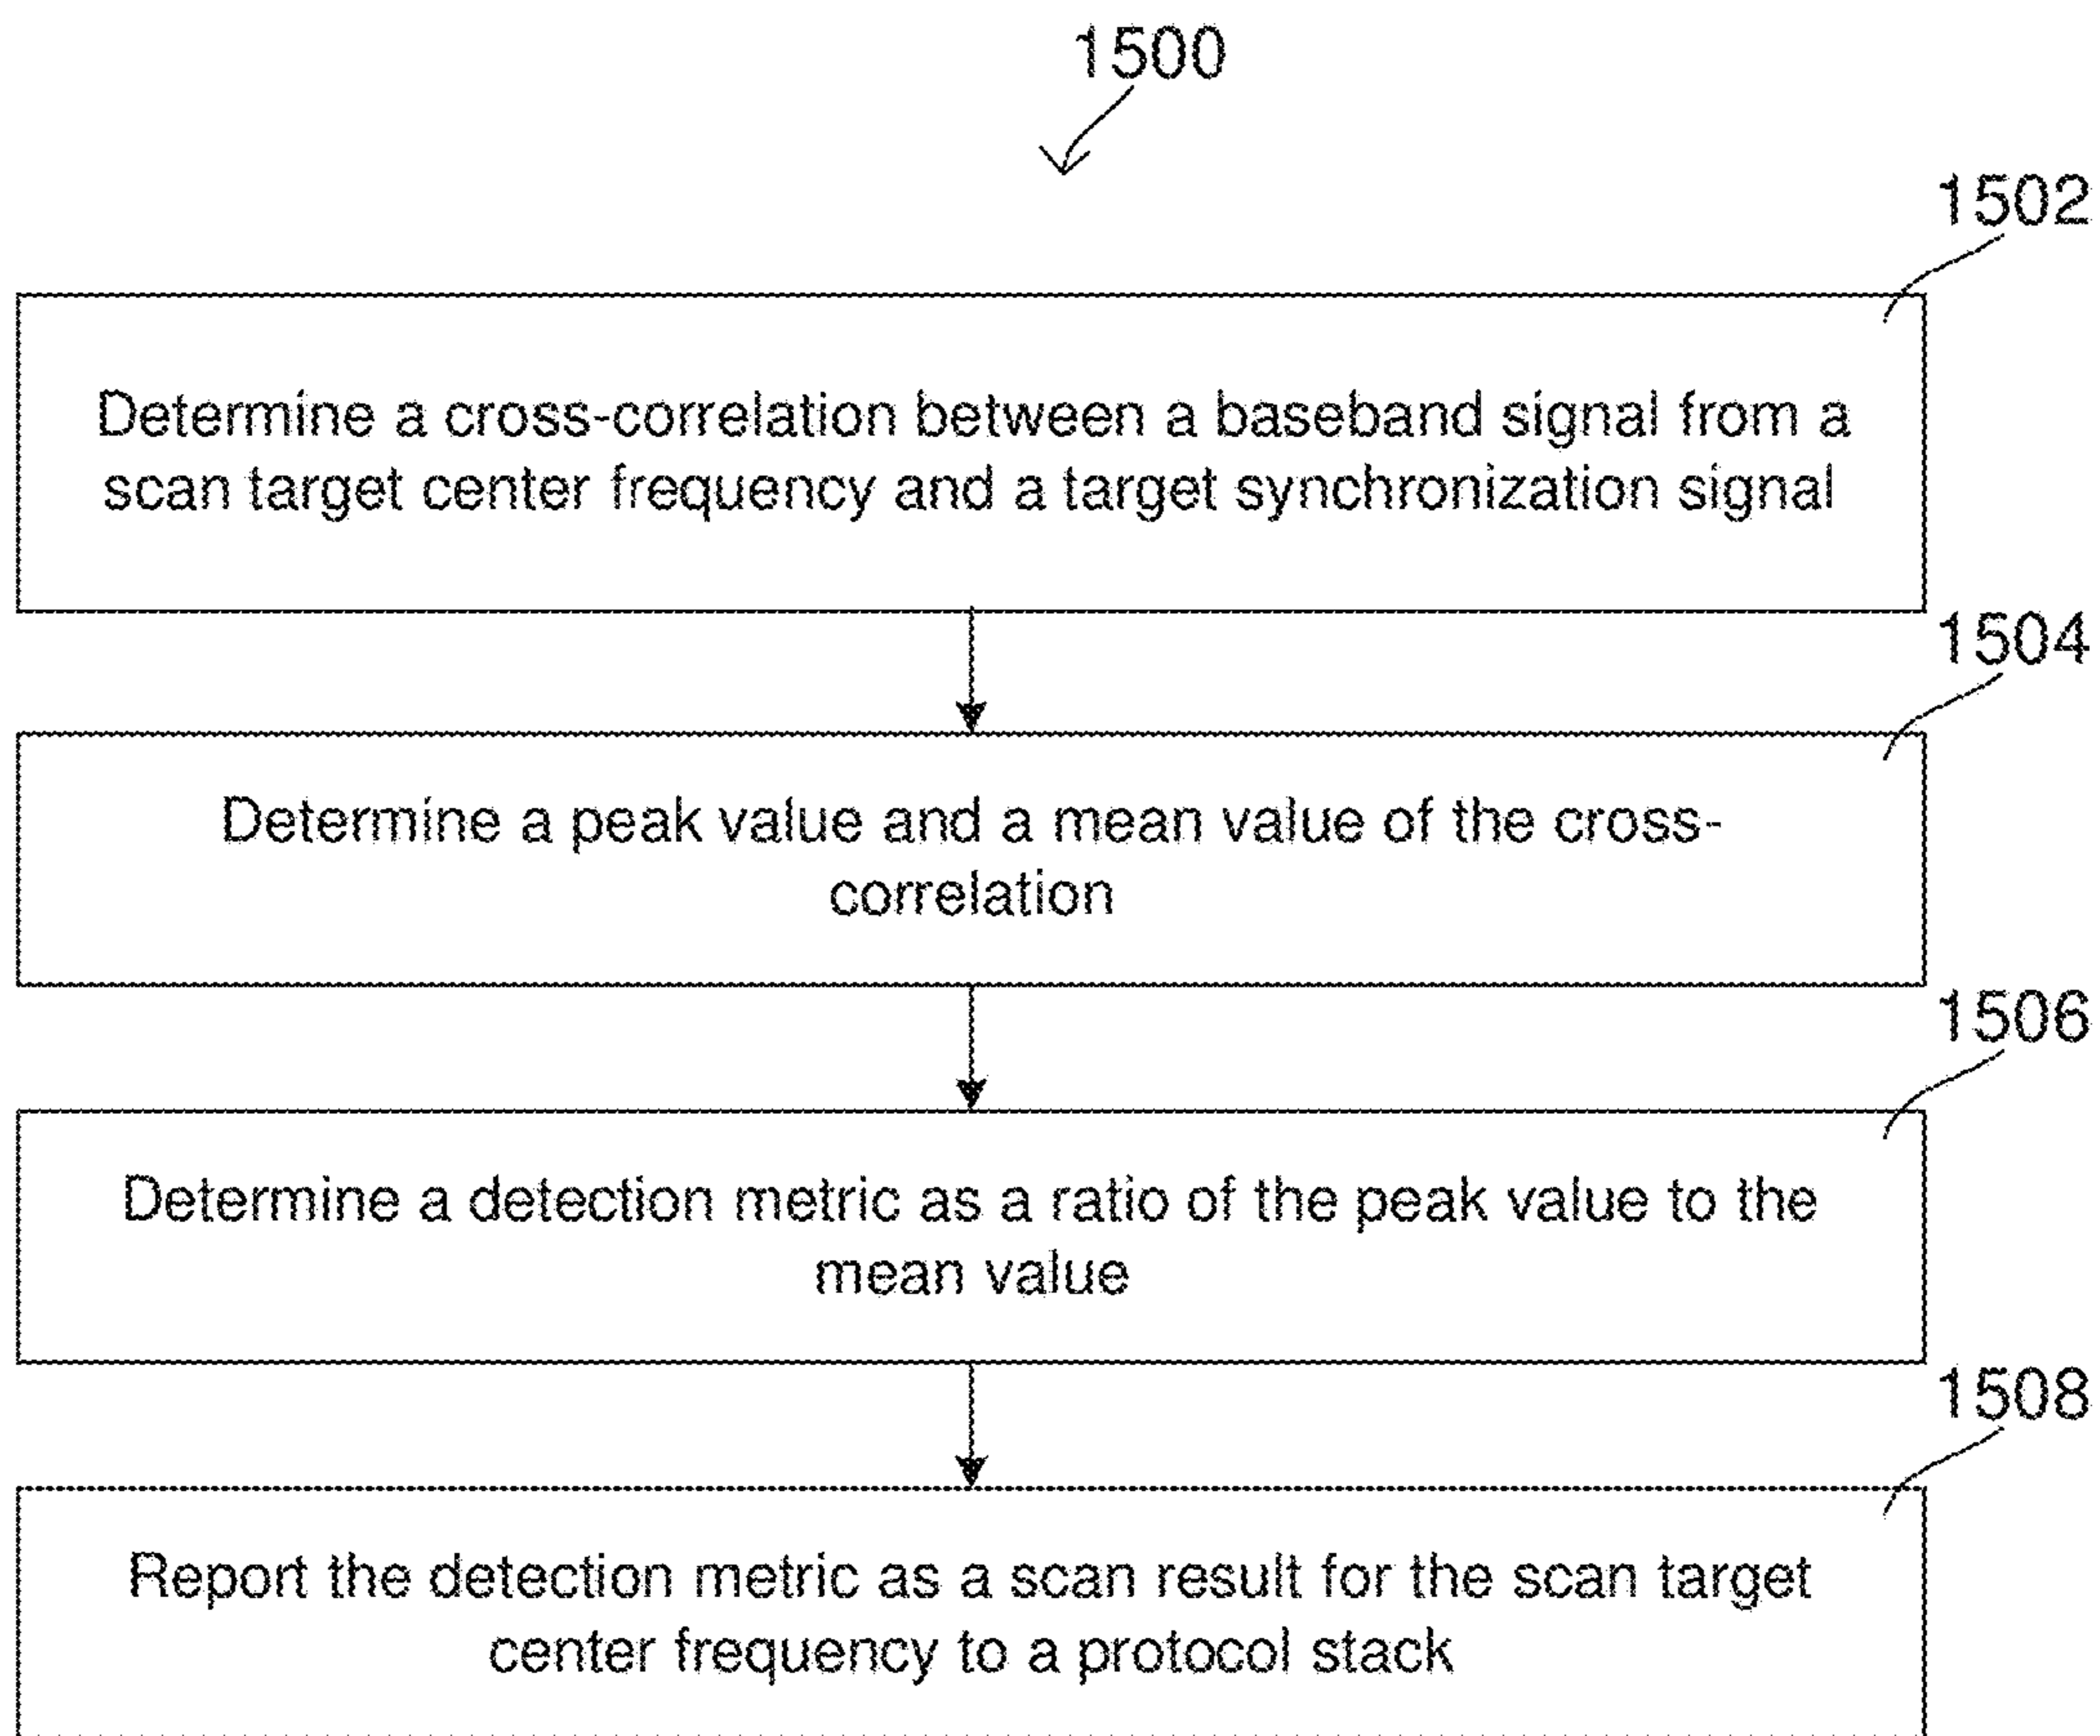 1500
1502
Determine a cross-correlation between a baseband signal from a
scan target center frequency and a target synchronization signal
1504
Determine a peak value and a mean value of the cross-
correlation
1506
Determine a detection metric as a ratio of the peak value to the
mean value
1508
Report the detection metric as a scan result for the scan target
center frequency to a protocol stack